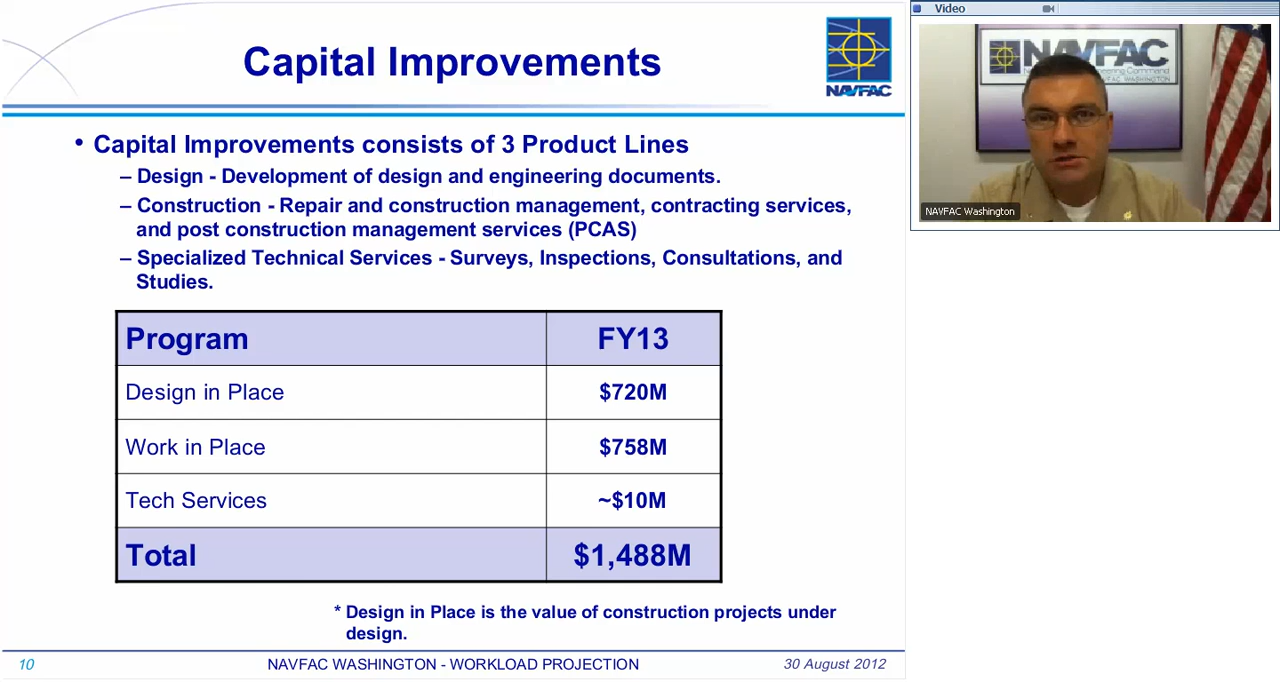 Capital Improvements
NAVFAC
• Capital Improvements consists of 3 Product Lines
– Design - Development of design and engineering documents.
– Construction - Repair and construction management, contracting services,
and post construction management services (PCAS)
– Specialized Technical Services - Surveys, Inspections, Consultations, and
Studies.
Program FY13
Design in Place $720M
Work in Place $758M
Tech Services ~$10M
Total $1,488M
* Design in Place is the value of construction projects under
design.
10 NAVFAC WASHINGTON - WORKLOAD PROJECTION 30 August 2012
Video
NAVFAC
Engineering Command
WASHINGTON
NAVFAC Washington